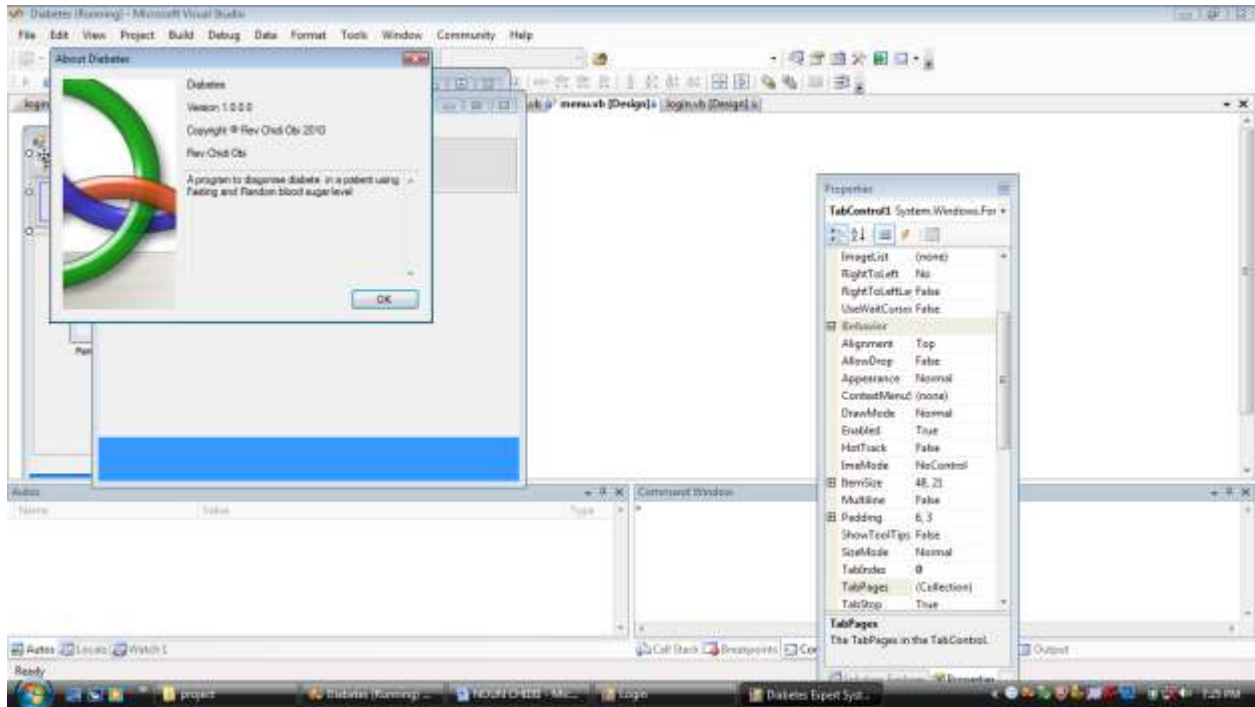 Diabetes (Running) - Microsoft Visual Studio
File Edit View Project Build Debug Data Format Tools Window Community Help
About Diabetes
Diabetes
Version 1.0.0.0
Copyright © Rev Chidi Obi 2010
Rev Chidi Obi
A program to diagonise diabete in a patient using
Fasting and Random blood sugar level
OK
login
menu.vb [Design] login.vb [Design]
Properties
TabControl1 System.Windows.For
ImageList (none)
RightToLeft No
RightToLeftLa False
UseWaitCursor False
Behavior
Alignment Top
AllowDrop False
Appearance Normal
ContextMenuS (none)
DrawMode Normal
Enabled True
HotTrack False
ImeMode NoControl
ItemSize 48, 21
Multiline False
Padding 6, 3
ShowToolTips False
SizeMode Normal
TabIndex 0
TabPages (Collection)
TabStop True
TabPages
The TabPages in the TabControl.
Autos
Name Value Type
Command Window
Autos Locals Watch 1
Call Stack Breakpoints Output
Ready
project Diabetes (Running) ... Login Diabetes Expert Syst... 7:25 PM